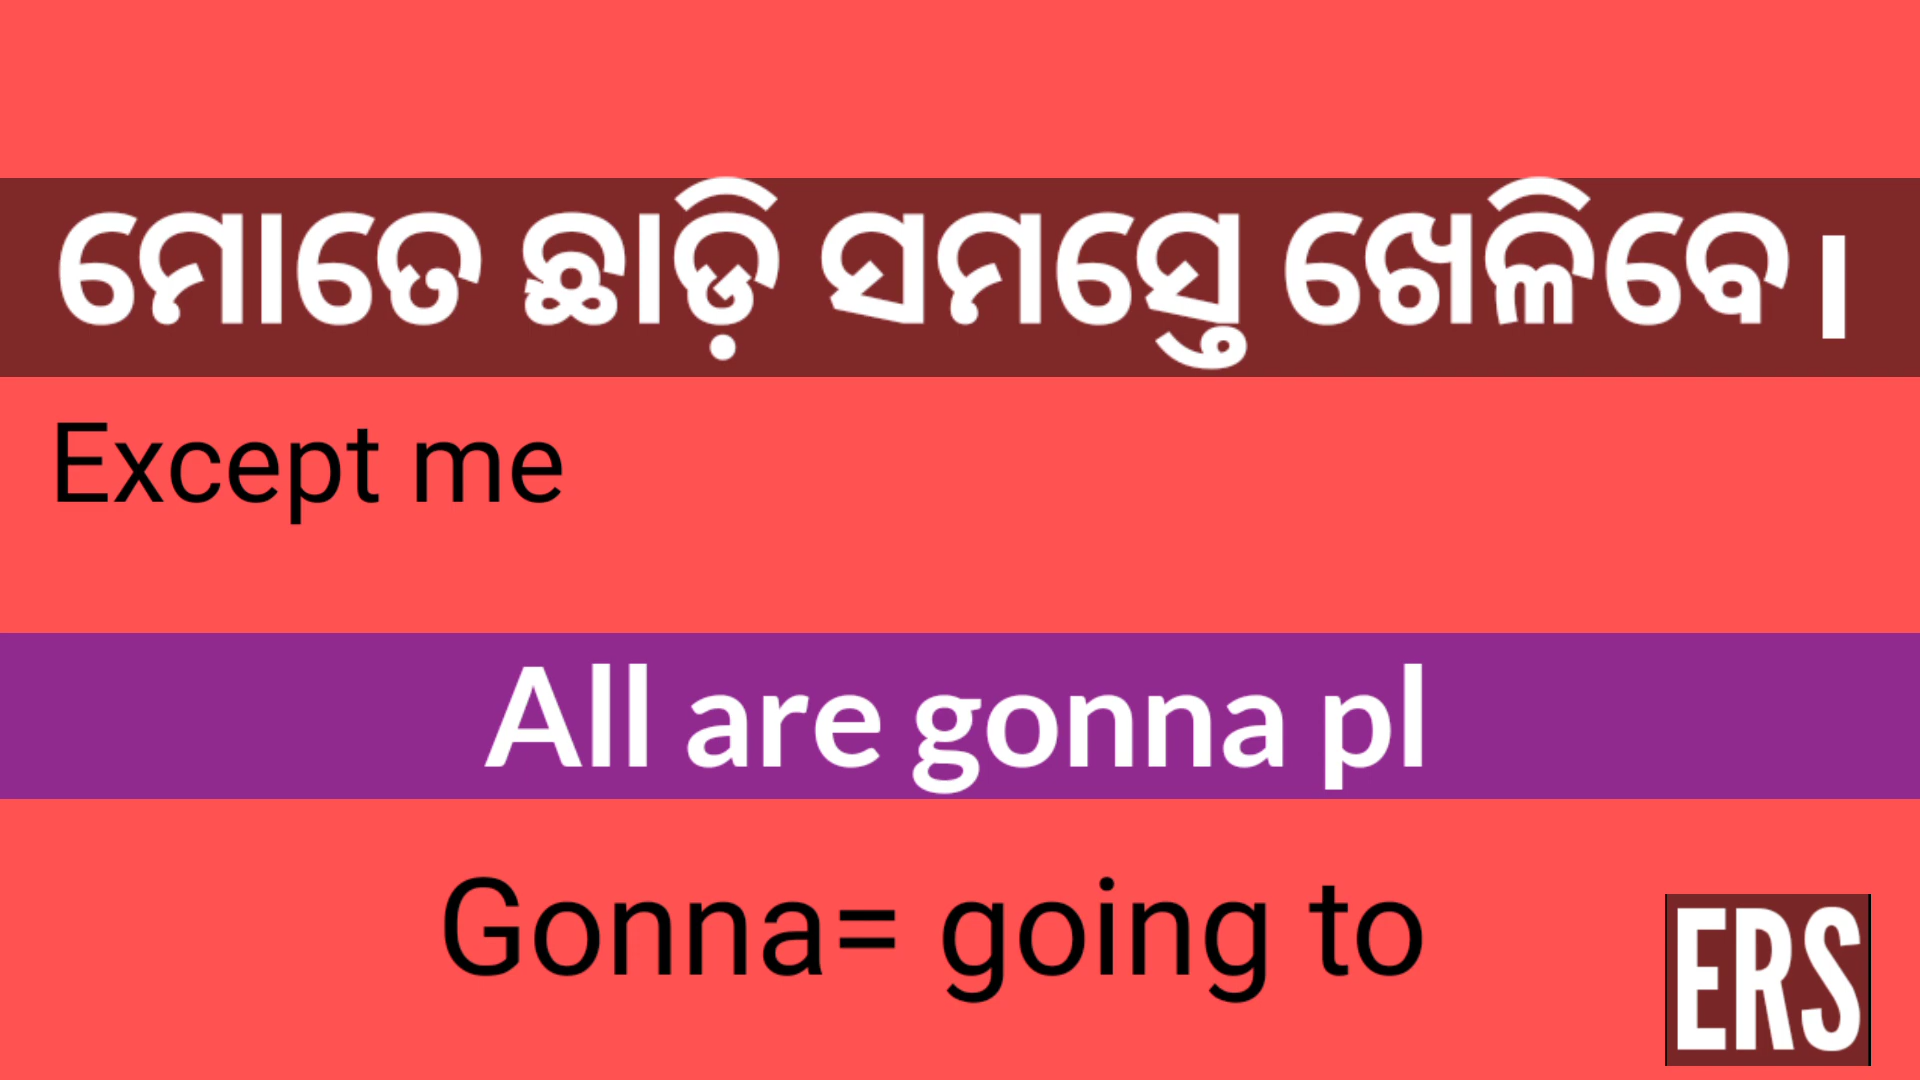 ମୋତେ ଛାଡ଼ି ସମସ୍ତେ ଖେଳିବେ।
Except me
All are gonna pl
Gonna= going to
ERS